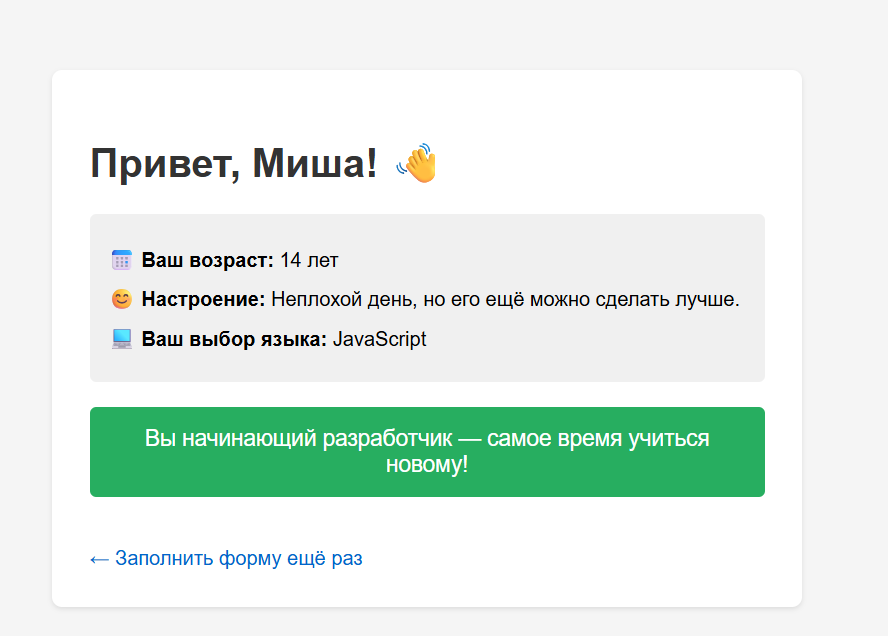 Привет, Миша! 👋
Ваш возраст: 14 лет
Настроение: Неплохой день, но его ещё можно сделать лучше.
Ваш выбор языка: JavaScript
Вы начинающий разработчик — самое время учиться
новому!
← Заполнить форму ещё раз